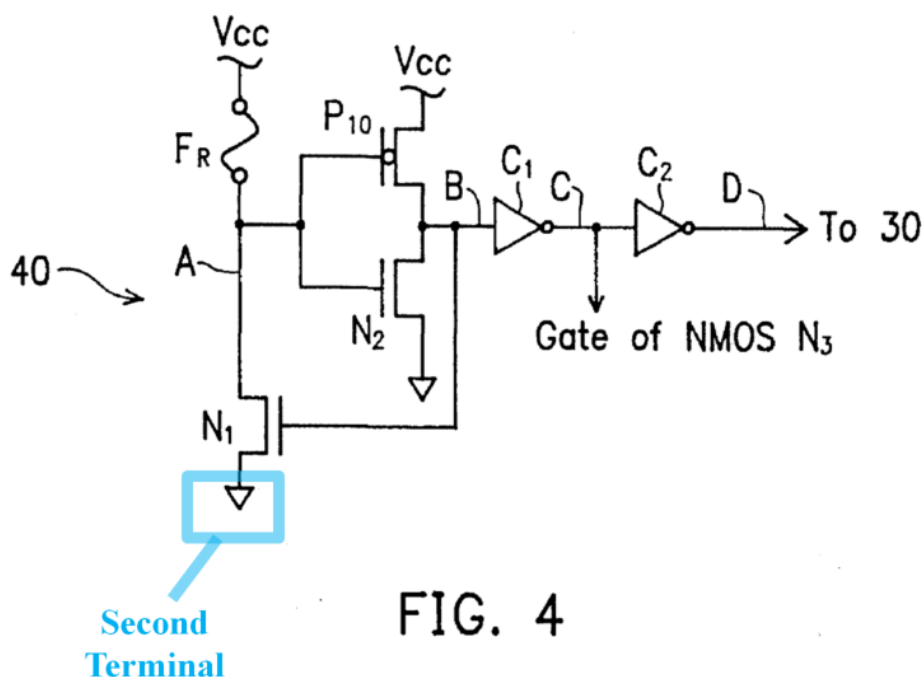 Vcc
Vcc
P10
FR
C1
C2
B
C
D
To 30
A
40
N2
Gate of NMOS N3
N1
Second
Terminal
FIG. 4